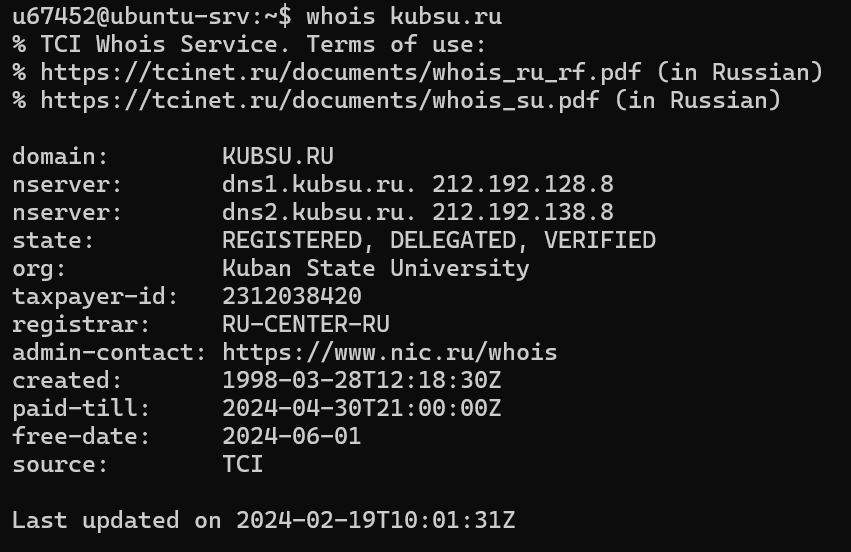 u67452@ubuntu-srv:~$ whois kubsu.ru
% TCI Whois Service. Terms of use:
% https://tcinet.ru/documents/whois_ru_rf.pdf (in Russian)
% https://tcinet.ru/documents/whois_su.pdf (in Russian)

domain:        KUBSU.RU
nserver:       dns1.kubsu.ru. 212.192.128.8
nserver:       dns2.kubsu.ru. 212.192.138.8
state:         REGISTERED, DELEGATED, VERIFIED
org:           Kuban State University
taxpayer-id:   2312038420
registrar:     RU-CENTER-RU
admin-contact: https://www.nic.ru/whois
created:       1998-03-28T12:18:30Z
paid-till:     2024-04-30T21:00:00Z
free-date:     2024-06-01
source:        TCI

Last updated on 2024-02-19T10:01:31Z